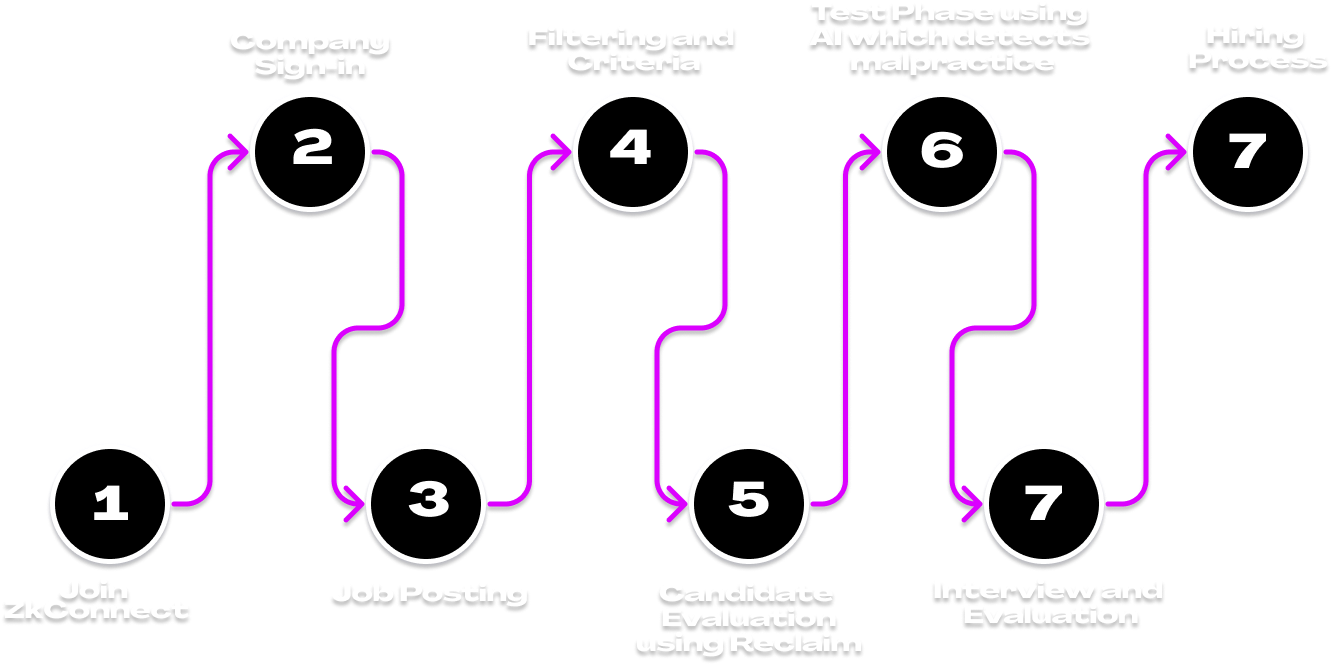 1
Join
ZkConnect
2
Company
Sign-in
3
Job Posting
4
Filtering and
Criteria
5
Candidate
Evaluation
using Reclaim
6
Test Phase using
AI which detects
malpractice
7
Interview and
Evaluation
7
Hiring
Process